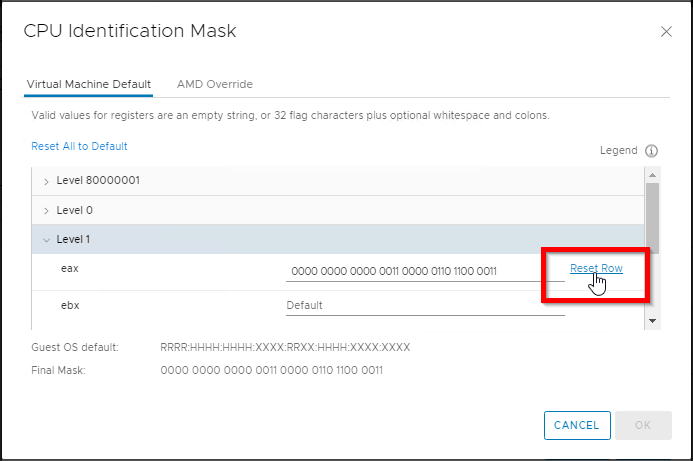 CPU Identification Mask
Virtual Machine Default AMD Override
Valid values for registers are an empty string, or 32 flag characters plus optional whitespace and colons.
Reset All to Default
Legend
Level 80000001
Level 0
Level 1
eax 0000 0000 0000 0011 0000 0110 1100 0011 Reset Row
ebx Default
Guest OS default: RRRR:HHHH:HHHH:XXXX:RRXX:HHHH:XXXX:XXXX
Final Mask: 0000 0000 0000 0011 0000 0110 1100 0011
CANCEL OK